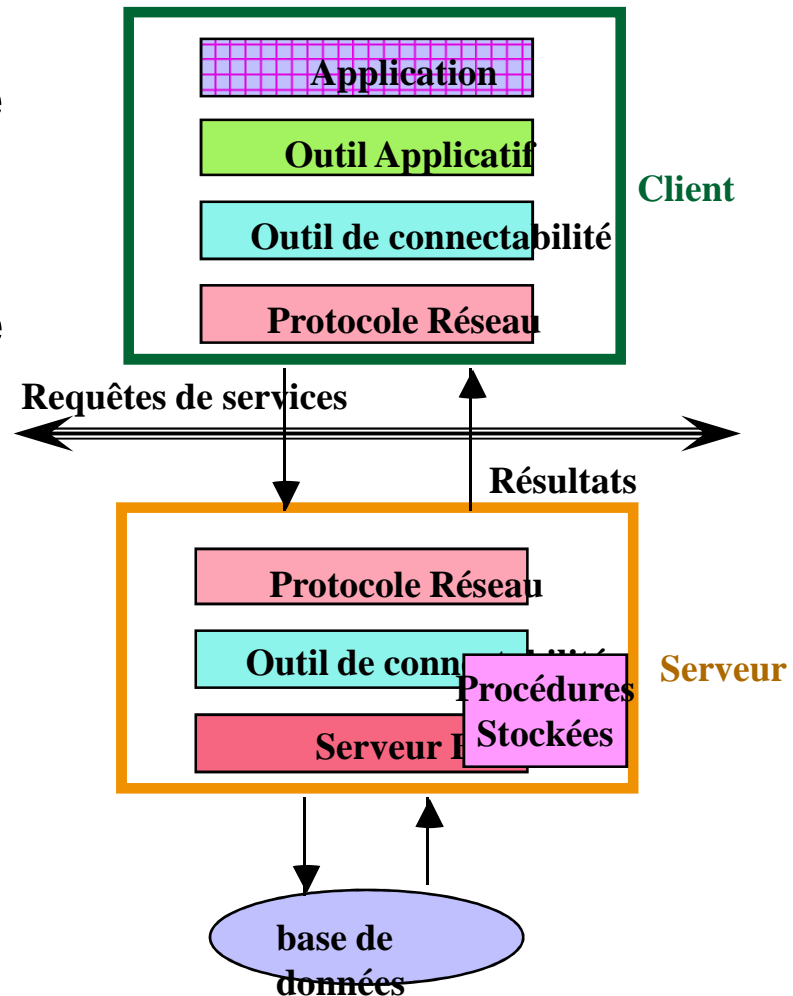 Application
Outil Applicatif
Client
Outil de connectabilité
Protocole Réseau
Requêtes de services
Résultats
Protocole Réseau
Outil de
Procédures
Stockées
Serveur
Serveur
base de
données